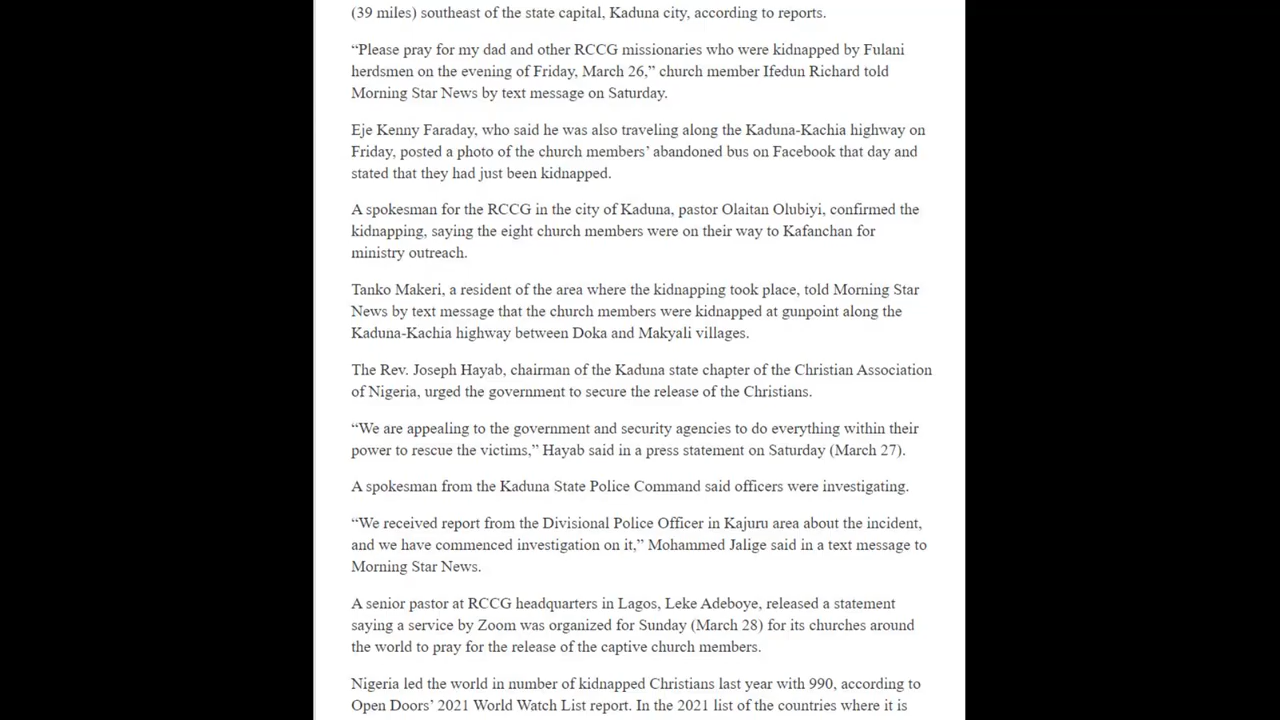 (39 miles) southeast of the state capital, Kaduna city, according to reports.
“Please pray for my dad and other RCCG missionaries who were kidnapped by Fulani
herdsmen on the evening of Friday, March 26,” church member Ifedun Richard told
Morning Star News by text message on Saturday.
Eje Kenny Faraday, who said he was also traveling along the Kaduna-Kachia highway on
Friday, posted a photo of the church members’ abandoned bus on Facebook that day and
stated that they had just been kidnapped.
A spokesman for the RCCG in the city of Kaduna, pastor Olaitan Olubiyi, confirmed the
kidnapping, saying the eight church members were on their way to Kafanchan for
ministry outreach.
Tanko Makeri, a resident of the area where the kidnapping took place, told Morning Star
News by text message that the church members were kidnapped at gunpoint along the
Kaduna-Kachia highway between Doka and Makyali villages.
The Rev. Joseph Hayab, chairman of the Kaduna state chapter of the Christian Association
of Nigeria, urged the government to secure the release of the Christians.
“We are appealing to the government and security agencies to do everything within their
power to rescue the victims,” Hayab said in a press statement on Saturday (March 27).
A spokesman from the Kaduna State Police Command said officers were investigating.
“We received report from the Divisional Police Officer in Kajuru area about the incident,
and we have commenced investigation on it,” Mohammed Jalige said in a text message to
Morning Star News.
A senior pastor at RCCG headquarters in Lagos, Leke Adeboye, released a statement
saying a service by Zoom was organized for Sunday (March 28) for its churches around
the world to pray for the release of the captive church members.
Nigeria led the world in number of kidnapped Christians last year with 990, according to
Open Doors’ 2021 World Watch List report. In the 2021 list of the countries where it is